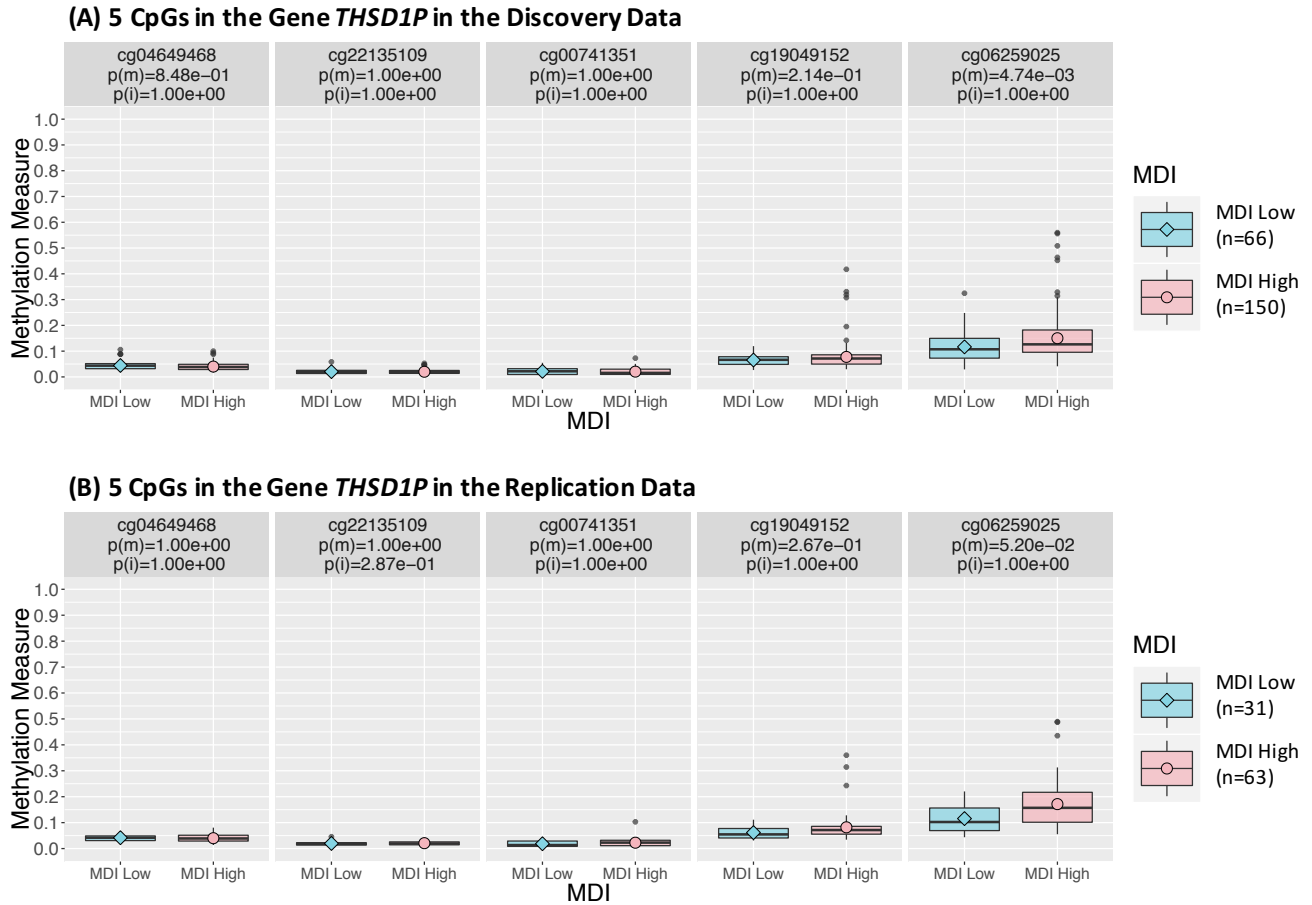 (A) 5 CpGs in the Gene THSD1P in the Discovery Data
cg04649468 cg22135109 cg00741351 cg19049152 cg06259025
p(m)=8.48e−01 p(m)=1.00e+00 p(m)=1.00e+00 p(m)=2.14e−01 p(m)=4.74e−03
p(i)=1.00e+00 p(i)=1.00e+00 p(i)=1.00e+00 p(i)=1.00e+00 p(i)=1.00e+00
Methylation Measure
1.0
0.9
0.8
0.7
0.6
0.5
0.4
0.3
0.2
0.1
0.0
MDI Low MDI High MDI Low MDI High MDI Low MDI High MDI Low MDI High MDI Low MDI High
MDI
MDI
MDI Low
(n=66)
MDI High
(n=150)
(B) 5 CpGs in the Gene THSD1P in the Replication Data
cg04649468 cg22135109 cg00741351 cg19049152 cg06259025
p(m)=1.00e+00 p(m)=1.00e+00 p(m)=1.00e+00 p(m)=2.67e−01 p(m)=5.20e−02
p(i)=1.00e+00 p(i)=2.87e−01 p(i)=1.00e+00 p(i)=1.00e+00 p(i)=1.00e+00
Methylation Measure
1.0
0.9
0.8
0.7
0.6
0.5
0.4
0.3
0.2
0.1
0.0
MDI Low MDI High MDI Low MDI High MDI Low MDI High MDI Low MDI High MDI Low MDI High
MDI
MDI
MDI Low
(n=31)
MDI High
(n=63)